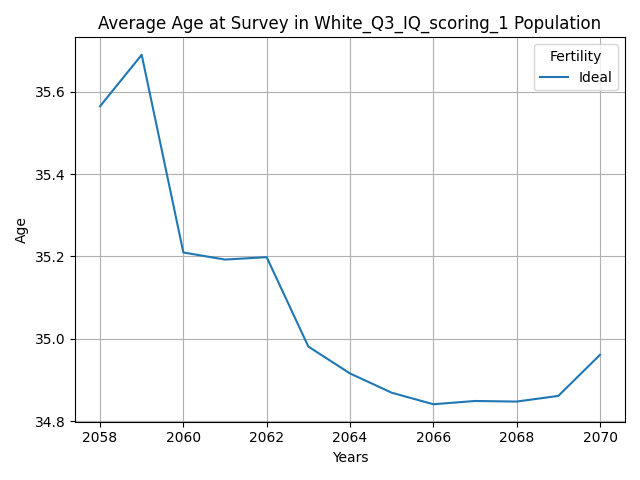 Average Age at Survey in White_Q3_IQ_scoring_1 Population
Fertility
Ideal
35.6
35.4
35.2
35.0
34.8
Age
2058 2060 2062 2064 2066 2068 2070
Years